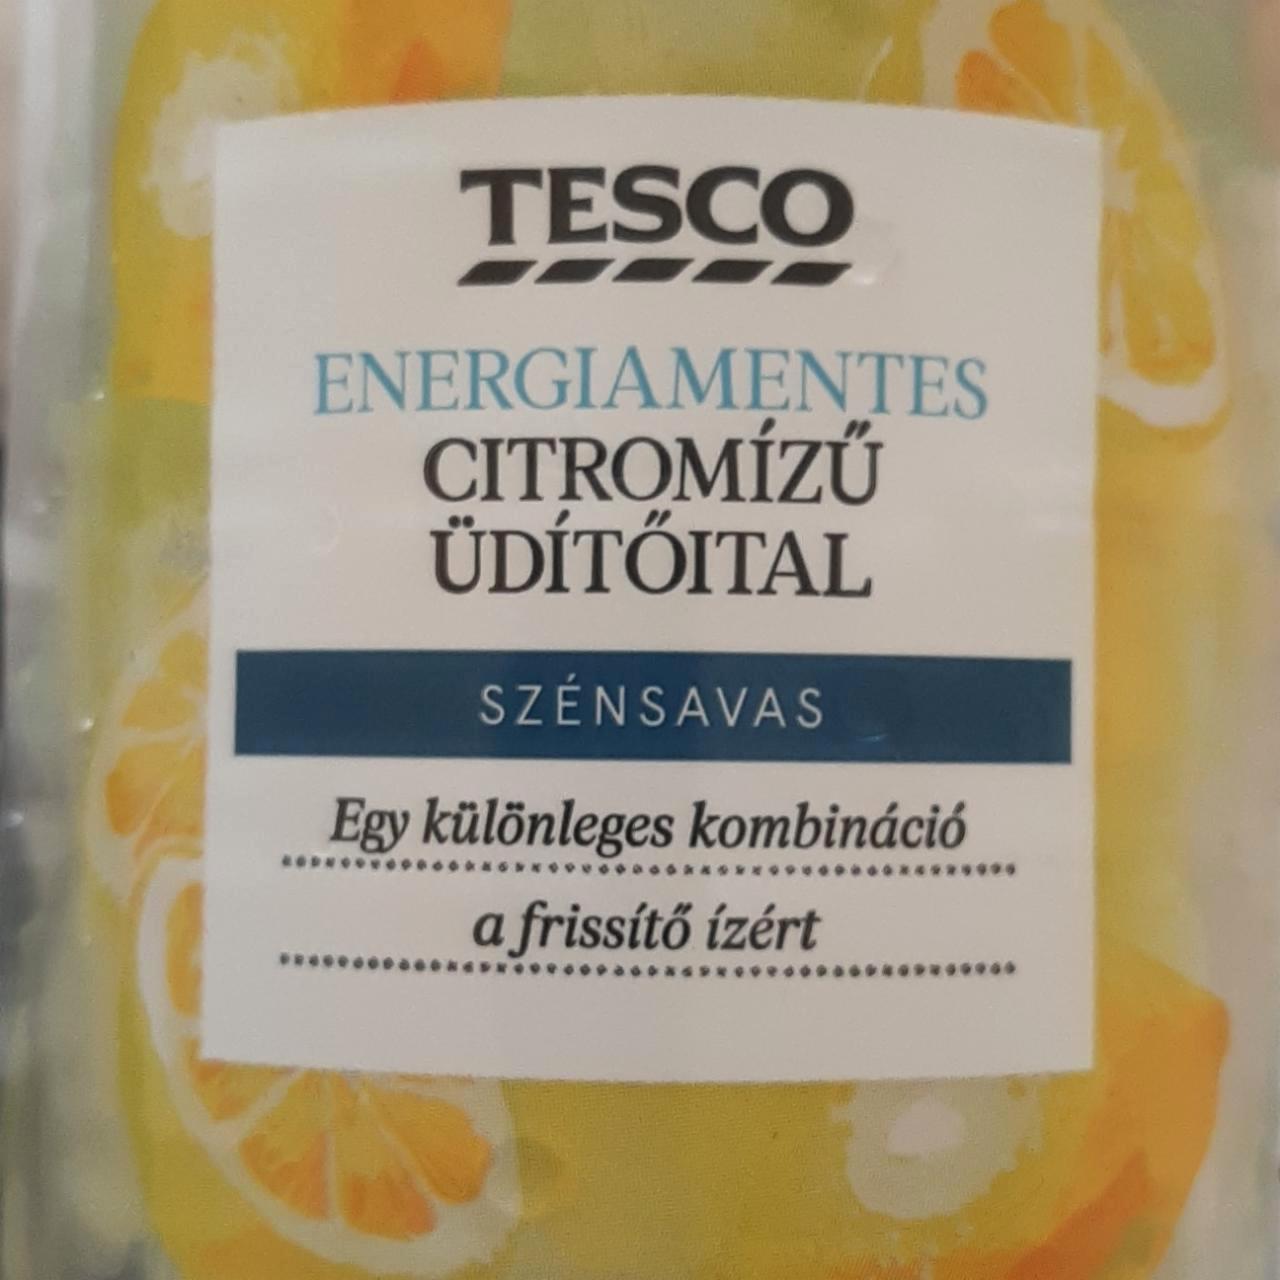 TESCO
ENERGIAMENTES
CITROMÍZŰ
ÜDÍTŐITAL
SZÉNSAVAS
Egy különleges kombináció
a frissítő ízért